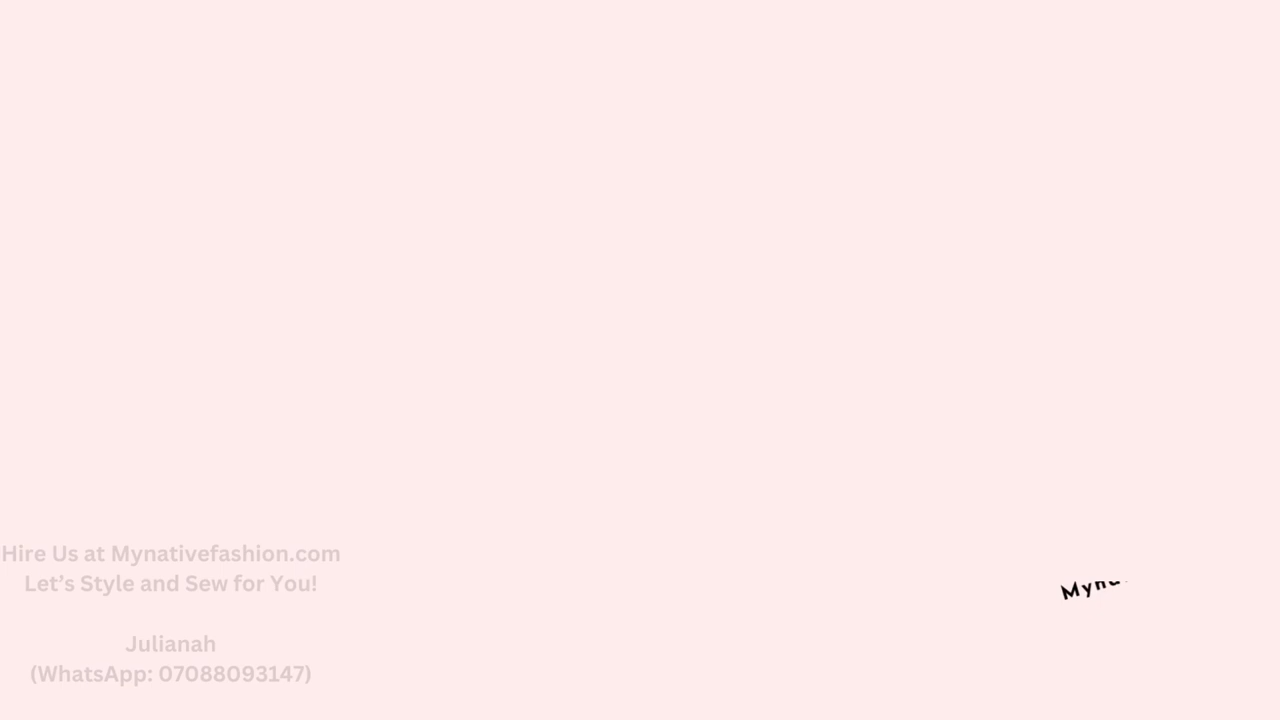 Hire Us at Mynativefashion.com
Let’s Style and Sew for You!
Julianah
(WhatsApp: 07088093147)